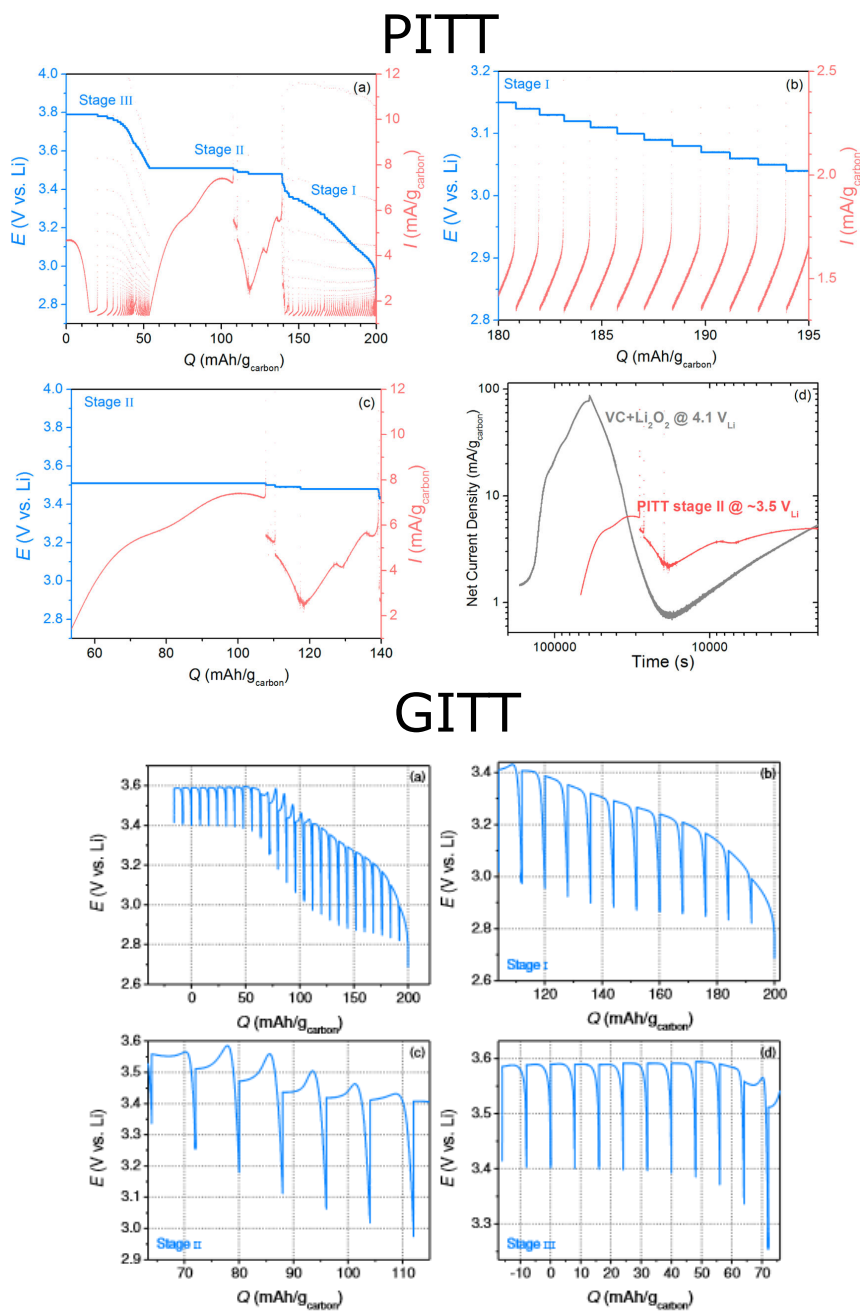 PITT
(a)
Stage III
Stage II
Stage I
E (V vs. Li)
4.0
3.8
3.6
3.4
3.2
3.0
2.8
0 50 100 150 200
Q (mAh/gcarbon)
12
10
8
6
4
2
I (mA/gcarbon)
(b)
Stage I
E (V vs. Li)
3.2
3.1
3.0
2.9
2.8
180 185 190 195
Q (mAh/gcarbon)
2.5
2.0
1.5
I (mA/gcarbon)
(c)
Stage II
E (V vs. Li)
4.0
3.8
3.6
3.4
3.2
3.0
2.8
60 80 100 120 140
Q (mAh/gcarbon)
12
10
8
6
4
2
I (mA/gcarbon)
(d)
VC+Li2O2 @ 4.1 VLi
PITT stage II @ ~3.5 VLi
Net Current Density (mA/gcarbon)
100
10
1
100000 10000
Time (s)
GITT
(a)
E (V vs. Li)
3.6
3.4
3.2
3.0
2.8
2.6
0 50 100 150 200
Q (mAh/gcarbon)
(b)
E (V vs. Li)
3.4
3.2
3.0
2.8
2.6
Stage I
120 140 160 180 200
Q (mAh/gcarbon)
(c)
E (V vs. Li)
3.6
3.5
3.4
3.3
3.2
3.1
3.0
2.9
Stage II
70 80 90 100 110
Q (mAh/gcarbon)
(d)
E (V vs. Li)
3.6
3.5
3.4
3.3
Stage III
-10 0 10 20 30 40 50 60 70
Q (mAh/gcarbon)